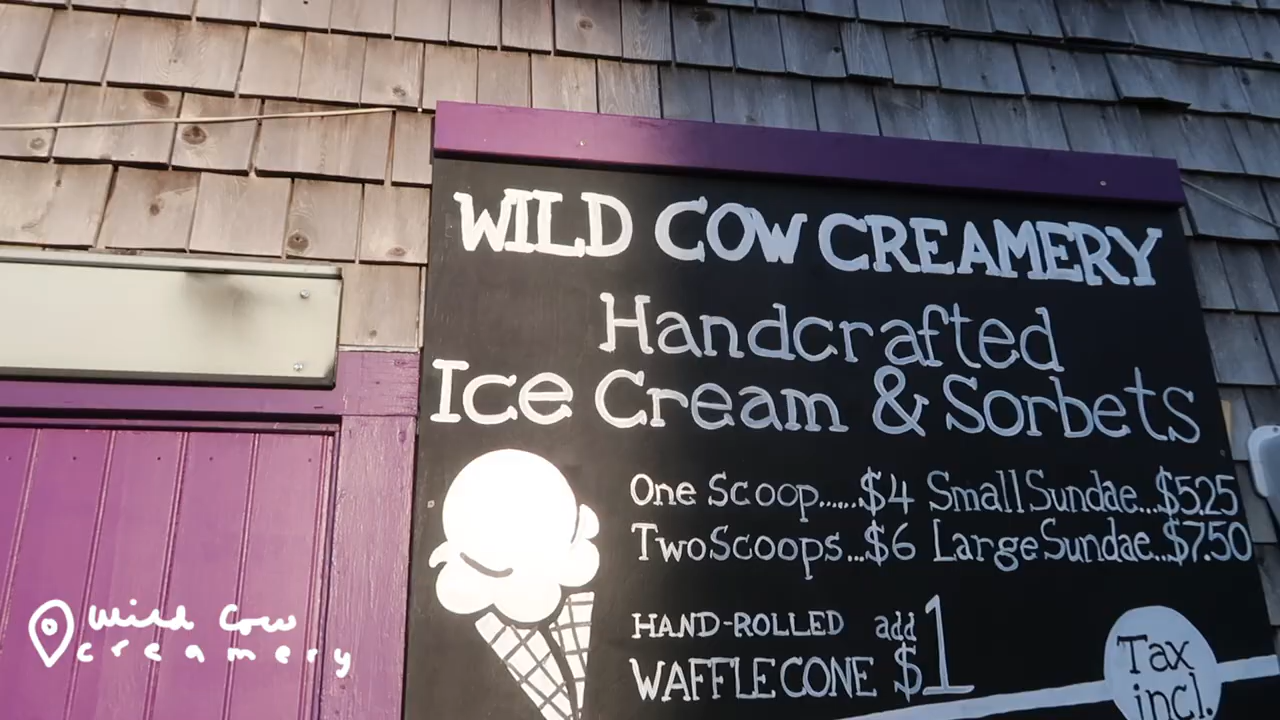 WILD COW CREAMERY
Handcrafted
Ice Cream & Sorbets
One Scoop......$4 Small Sundae...$5.25
Two Scoops...$6 Large Sundae...$7.50
HAND-ROLLED add $1
WAFFLE CONE
Tax
incl.
Wild Cow
creamery